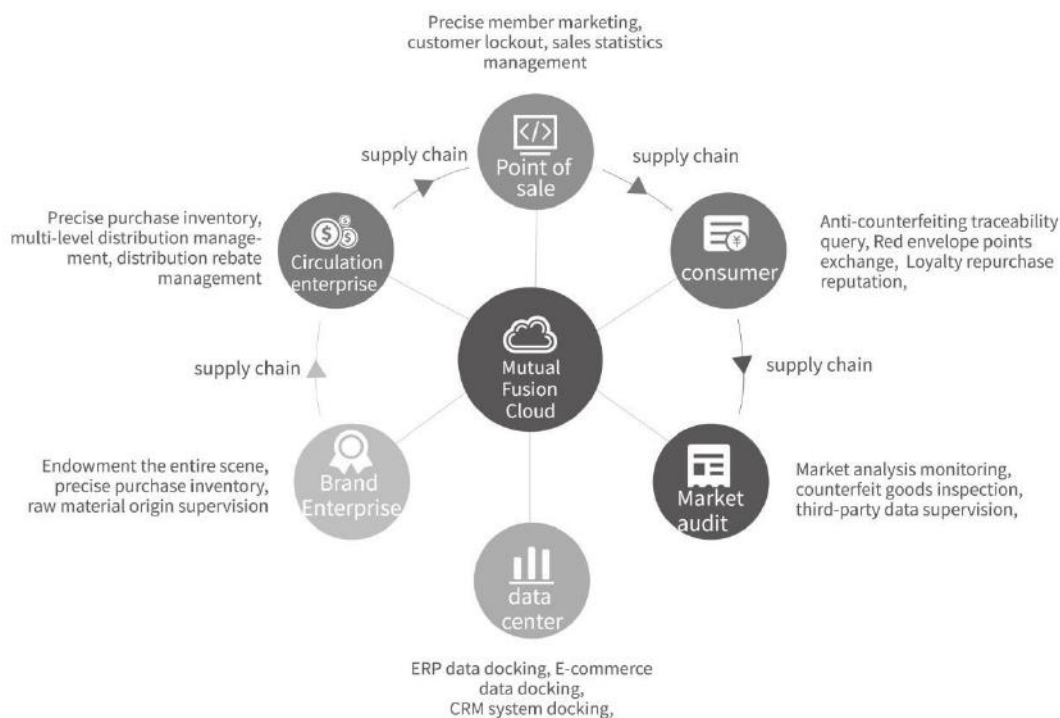 Precise member marketing,
customer lockout, sales statistics
management
</>
Point of
sale
supply chain
supply chain
Precise purchase inventory,
multi-level distribution manage-
ment, distribution rebate
management
$
$
$
Circulation
enterprise
¥
consumer
Anti-counterfeiting traceability
query, Red envelope points
exchange, Loyalty repurchase
reputation,
Mutual
Fusion
Cloud
supply chain
supply chain
Endowment the entire scene,
precise purchase inventory,
raw material origin supervision
Brand
Enterprise
Market
audit
Market analysis monitoring,
counterfeit goods inspection,
third-party data supervision,
data
center
ERP data docking, E-commerce
data docking,
CRM system docking,